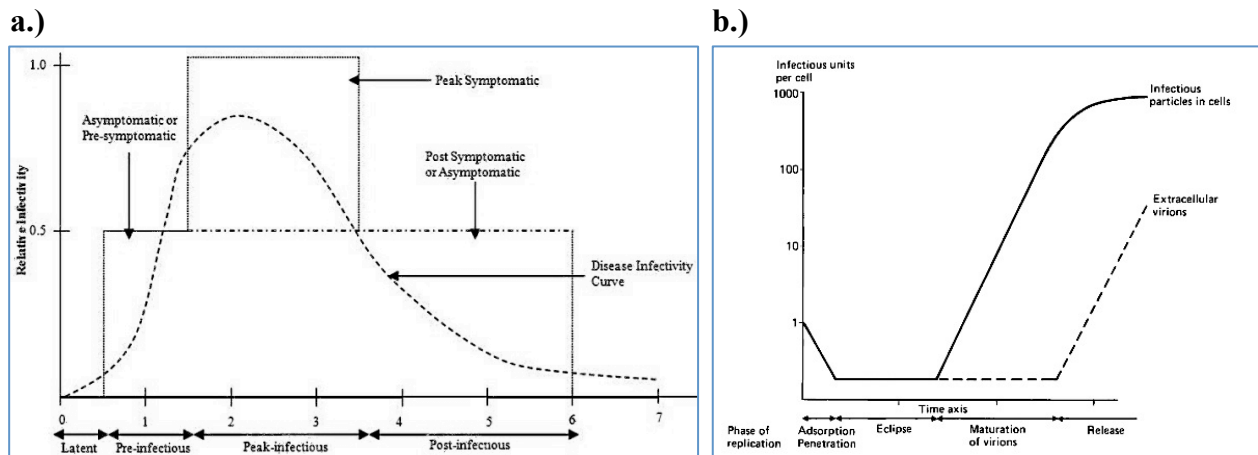 a.)
1.0
0.5
Relative Infectivity
Asymptomatic or
Pre-symptomatic
Peak Symptomatic
Post Symptomatic
or Asymptomatic
Disease Infectivity
Curve
0 1 2 3 4 5 6 7
Latent Pre-infectious Peak-infectious Post-infectious
b.)
Infectious units
per cell
1000
100
10
1
Infectious
particles in cells
Extracellular
virions
Time axis
Phase of
replication
Adsorption
Penetration
Eclipse
Maturation
of virions
Release